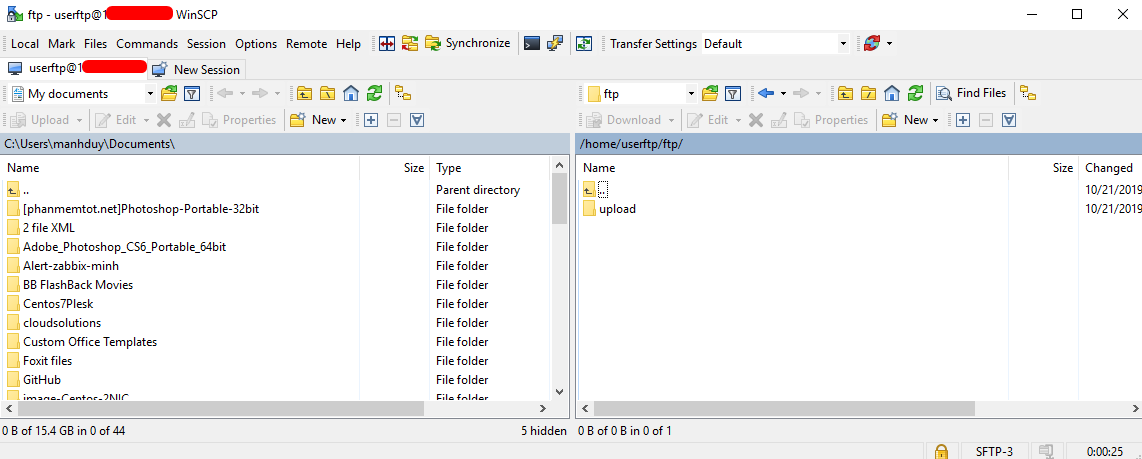 ftp - userftp@1 WinSCP
Local Mark Files Commands Session Options Remote Help Synchronize Transfer Settings Default
userftp@1 New Session
My documents ftp Find Files
Upload Edit Properties New Download Edit Properties New
C:\Users\manhduy\Documents\ /home/userftp/ftp/
Name Size Type Name Size Changed
.. Parent directory .. 10/21/2019
[phanmemtot.net]Photoshop-Portable-32bit File folder upload 10/21/2019
2 file XML File folder
Adobe_Photoshop_CS6_Portable_64bit File folder
Alert-zabbix-minh File folder
BB FlashBack Movies File folder
Centos7Plesk File folder
cloudsolutions File folder
Custom Office Templates File folder
Foxit files File folder
GitHub File folder
image-Centos-2NIC File folder
0 B of 15.4 GB in 0 of 44 5 hidden 0 B of 0 B in 0 of 1
SFTP-3 0:00:25